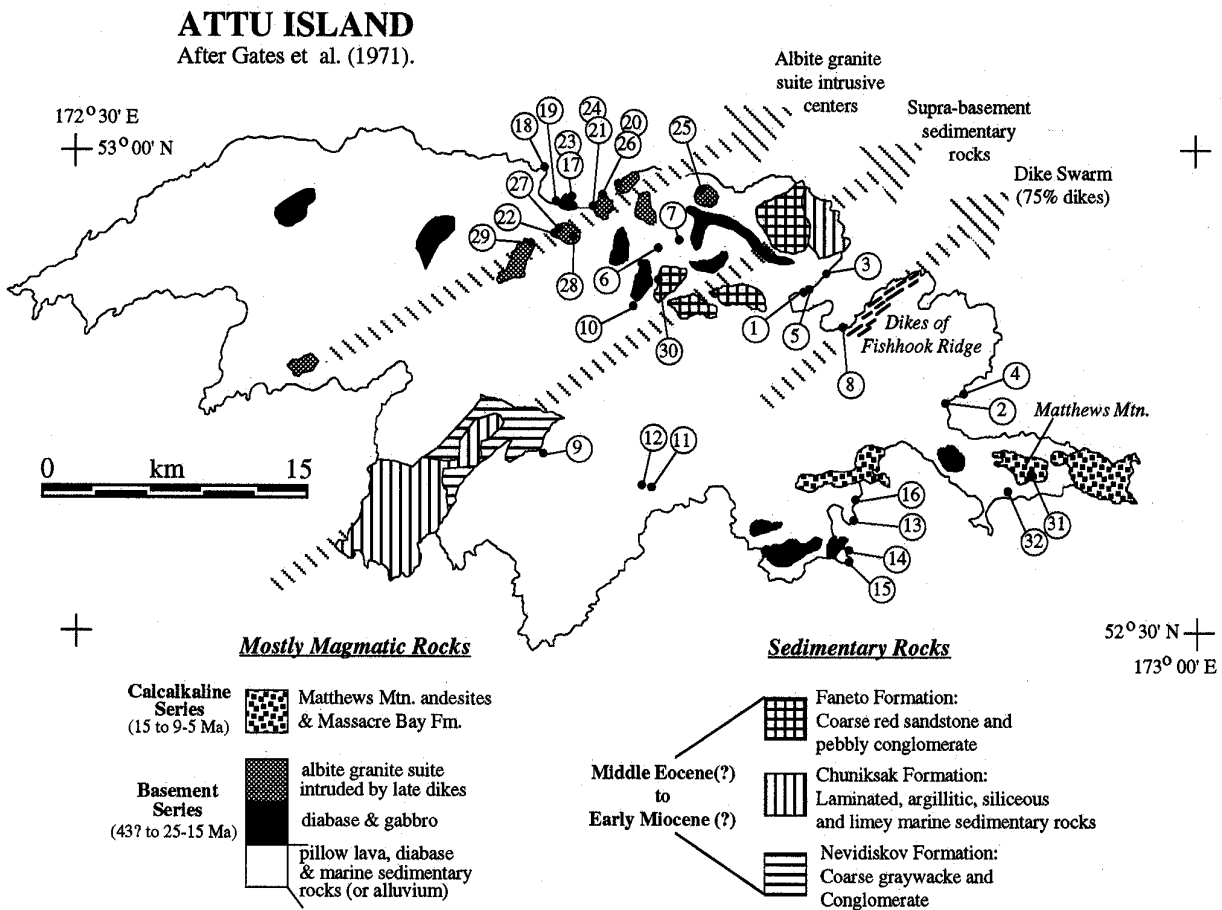 ATTU ISLAND
After Gates et al. (1971).
172° 30' E
53° 00' N
Albite granite
suite intrusive
centers
Supra-basement
sedimentary
rocks
Dike Swarm
(75% dikes)
18
19
24
23
21
20
17
26
25
27
22
29
28
7
6
10
30
3
1
5
8
Dikes of
Fishhook Ridge
4
2
Matthews Mtn.
9
12
11
16
13
14
15
32
31
0 km 15
52° 30' N
173° 00' E
Mostly Magmatic Rocks
Calcalkaline
Series
(15 to 9-5 Ma)
Matthews Mtn. andesites
& Massacre Bay Fm.
Basement
Series
(43? to 25-15 Ma)
albite granite suite
intruded by late dikes
diabase & gabbro
pillow lava, diabase
& marine sedimentary
rocks (or alluvium)
Sedimentary Rocks
Middle Eocene(?)
to
Early Miocene (?)
Faneto Formation:
Coarse red sandstone and
pebbly conglomerate
Chuniksak Formation:
Laminated, argillitic, siliceous
and limey marine sedimentary rocks
Nevidiskov Formation:
Coarse graywacke and
Conglomerate